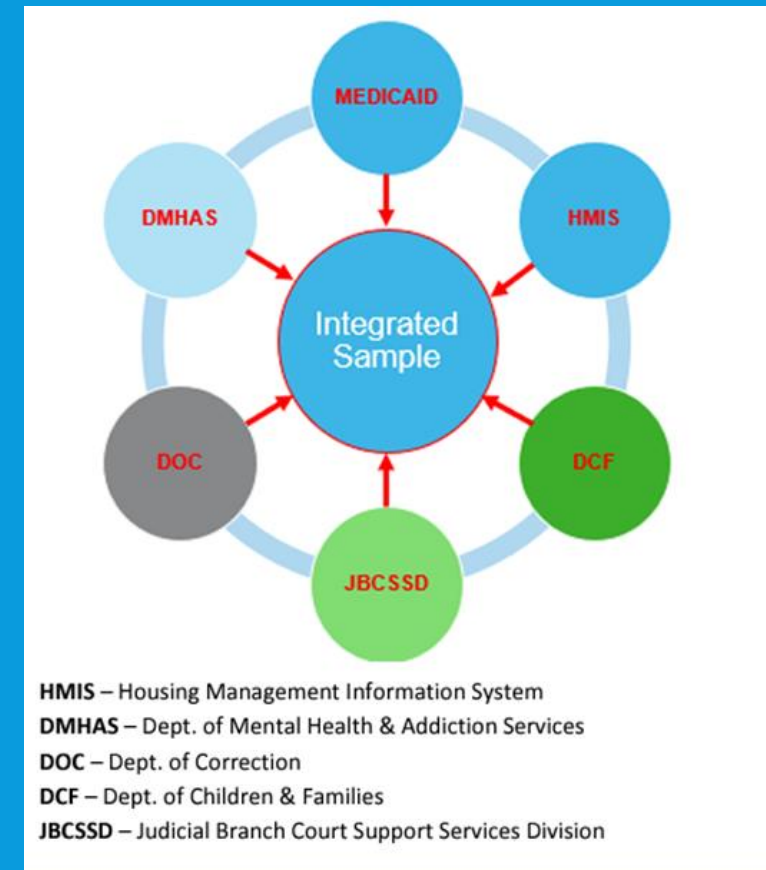 MEDICAID
DMHAS
HMIS
Integrated
Sample
DOC
DCF
JBCSSD
HMIS – Housing Management Information System
DMHAS – Dept. of Mental Health & Addiction Services
DOC – Dept. of Correction
DCF – Dept. of Children & Families
JBCSSD – Judicial Branch Court Support Services Division